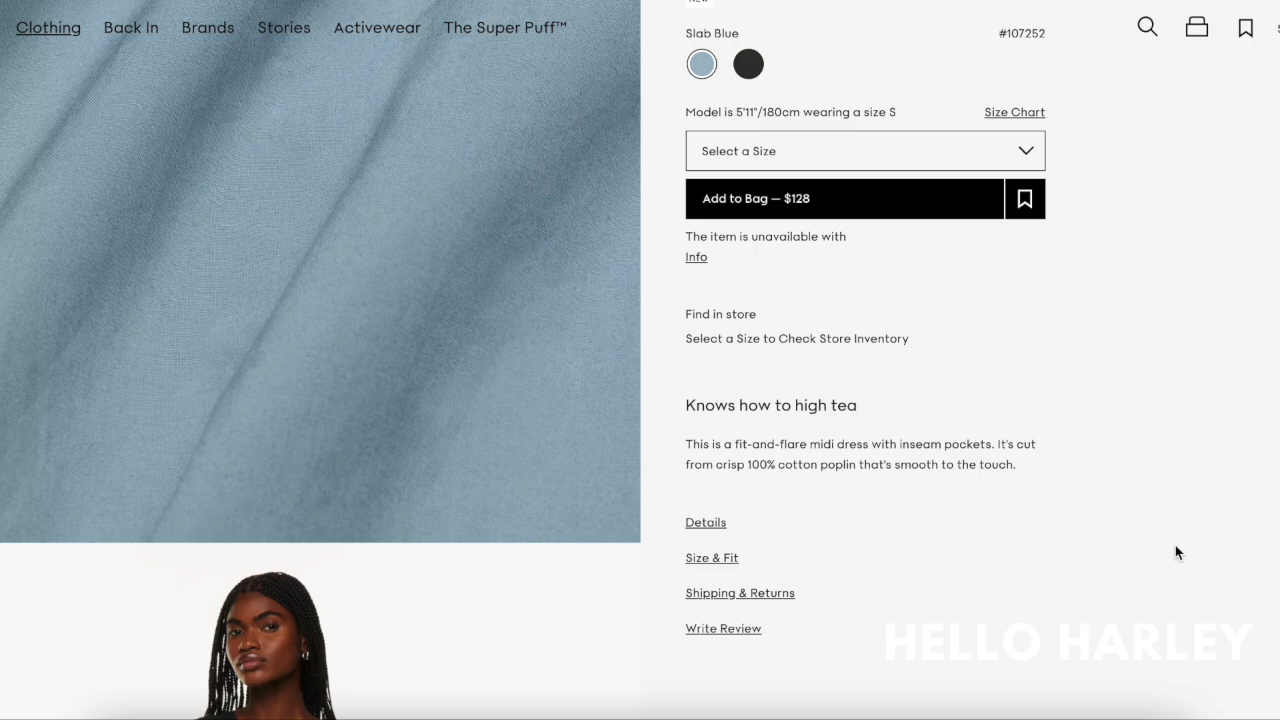 Clothing Back In Brands Stories Activewear The Super Puff™
NEW
Slab Blue #107252
Model is 5'11"/180cm wearing a size S Size Chart
Select a Size
Add to Bag — $128
The item is unavailable with
Info
Find in store
Select a Size to Check Store Inventory
Knows how to high tea
This is a fit-and-flare midi dress with inseam pockets. It's cut
from crisp 100% cotton poplin that's smooth to the touch.
Details
Size & Fit
Shipping & Returns
Write Review
HELLO HARLEY